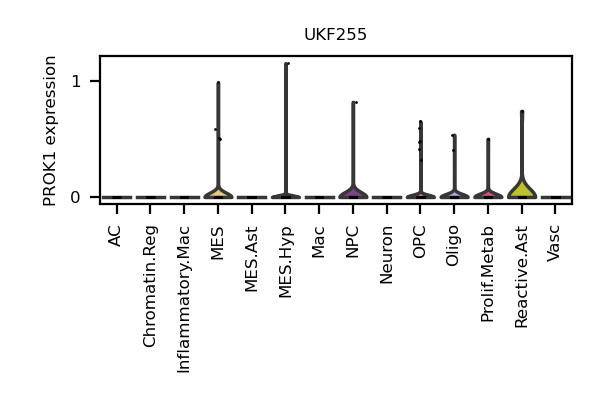 UKF255
PROK1 expression
1
0
AC
Chromatin.Reg
Inflammatory.Mac
MES
MES.Ast
MES.Hyp
Mac
NPC
Neuron
OPC
Oligo
Prolif.Metab
Reactive.Ast
Vasc